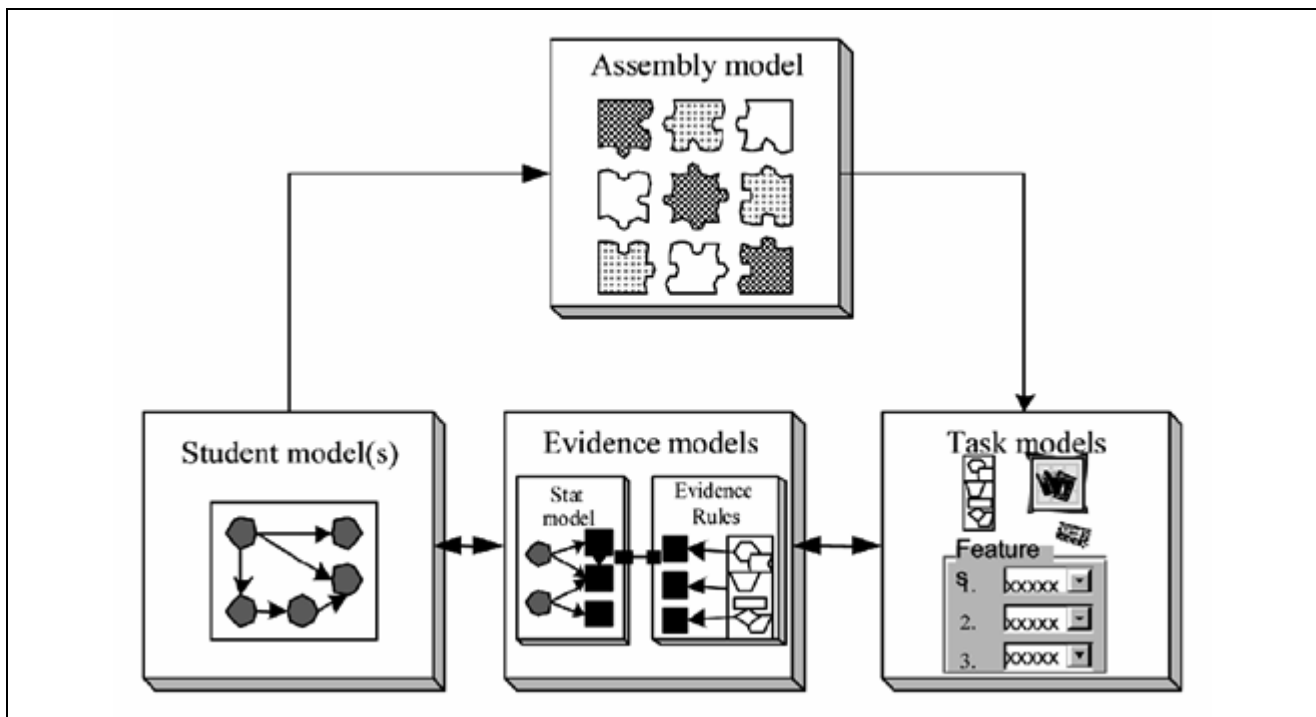 Assembly model
Student model(s)
Evidence models
Stat
model
Evidence
Rules
Task models
Feature
s
1. xxxxx
2. xxxxx
3. xxxxx